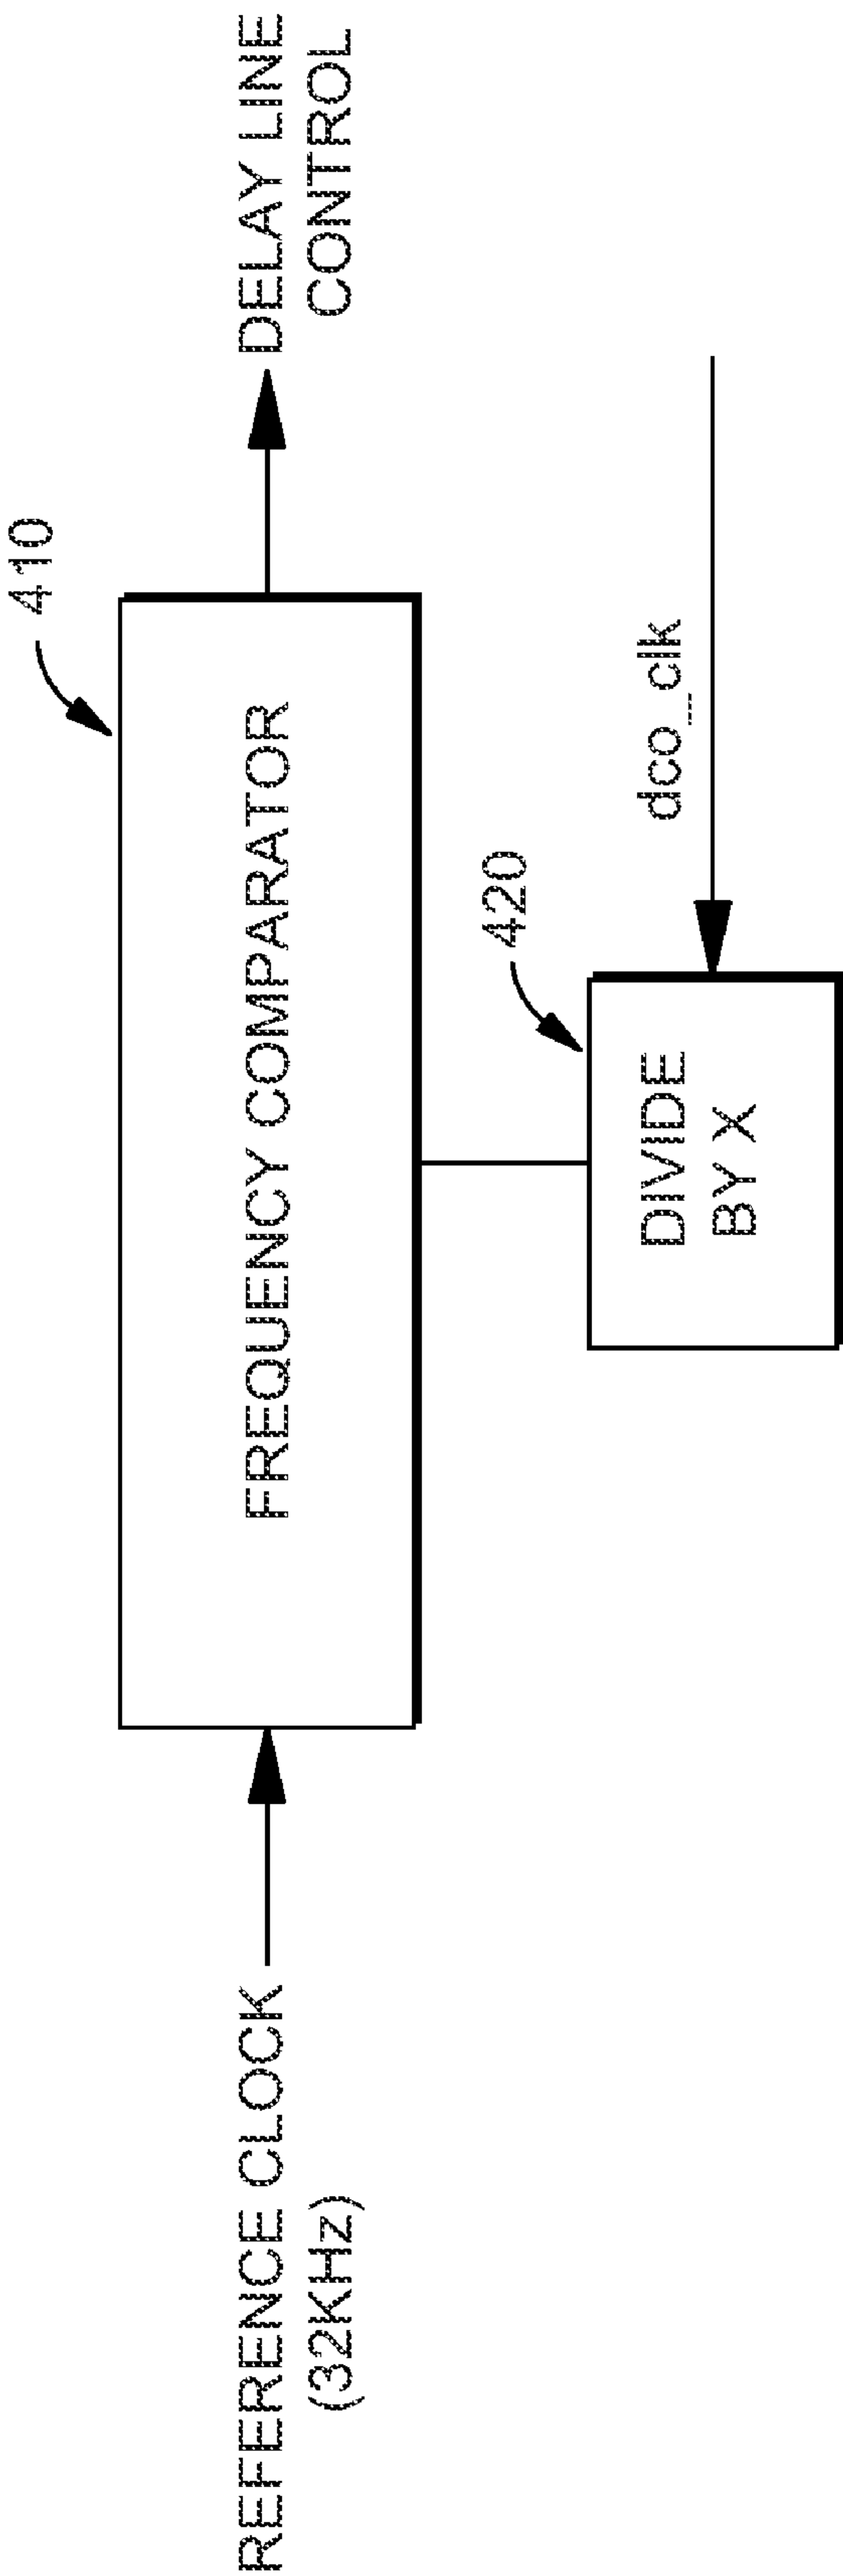 410
REFERENCE CLOCK
(32KHz)
FREQUENCY COMPARATOR
DELAY LINE
CONTROL
420
dco_clk
DIVIDE
BY X